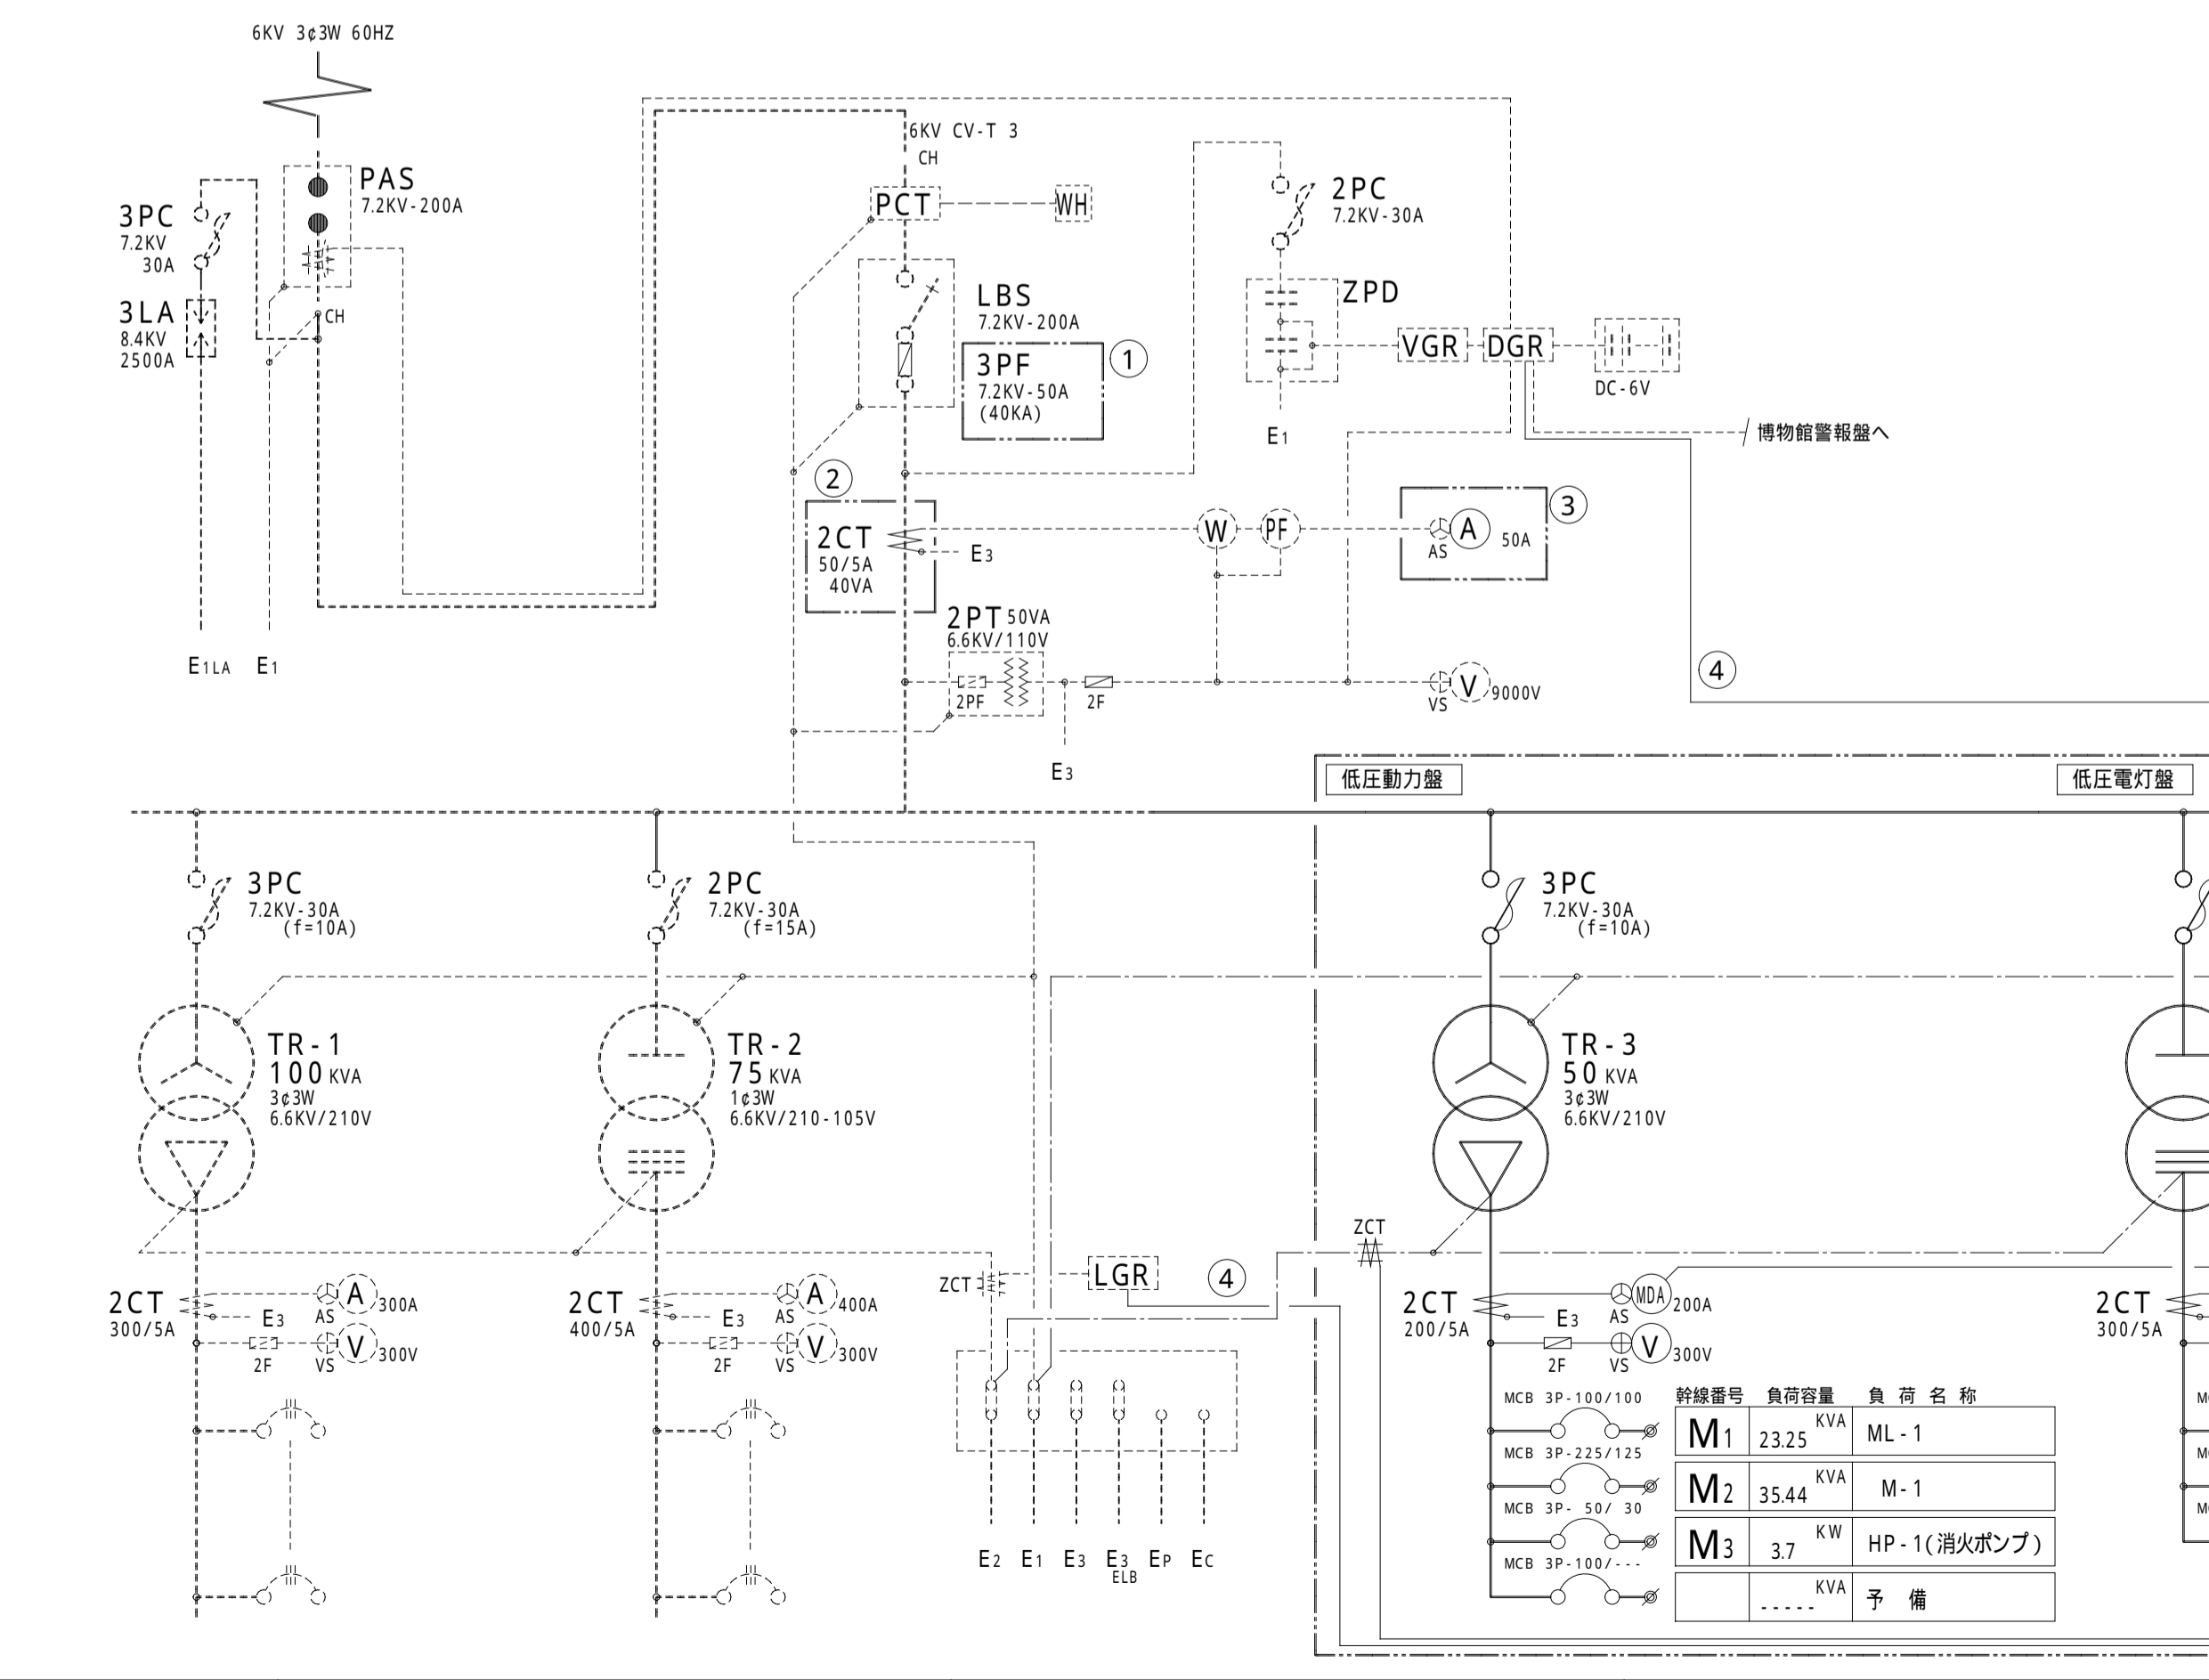 6KV 3¢3W 60HZ
6KV CV-T 3
CH
PAS
7.2KV-200A
3PC
7.2KV
30A
3LA
8.4KV
2500A
CH
E1LA
E1
PCT
WH
LBS
7.2KV-200A
3PF
7.2KV-50A
(40KA)
①
2PC
7.2KV-30A
ZPD
E1
VGR
DGR
DC-6V
博物館警報盤へ
②
2CT
50/5A
40VA
E3
W
PF
AS
A
50A
③
2PT 50VA
6.6KV/110V
2PF
2F
E3
VS
V
9000V
④
低圧動力盤
低圧電灯盤
3PC
7.2KV-30A
(f=10A)
2PC
7.2KV-30A
(f=15A)
3PC
7.2KV-30A
(f=10A)
TR-1
100 KVA
3¢3W
6.6KV/210V
TR-2
75 KVA
1¢3W
6.6KV/210-105V
TR-3
50 KVA
3¢3W
6.6KV/210V
2CT
300/5A
E3
AS
A
300A
2F
VS
V
300V
2CT
400/5A
E3
AS
A
400A
2F
VS
V
300V
ZCT
LGR
④
ZCT
2CT
200/5A
E3
AS
MDA
200A
2F
VS
V
300V
2CT
300/5A
E2
E1
E3
E3
ELB
EP
EC
幹線番号 負荷容量 負荷名称
MCB 3P-100/100
M1 23.25 KVA ML-1
MCB 3P-225/125
M2 35.44 KVA M-1
MCB 3P- 50/ 30
M3 3.7 KW HP-1(消火ポンプ)
MCB 3P-100/---
----- KVA 予備